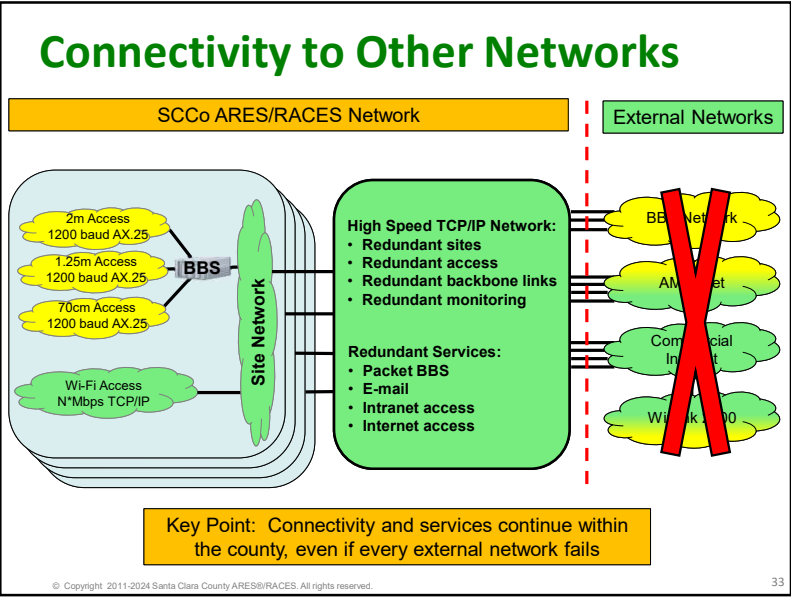 Connectivity to Other Networks
SCCo ARES/RACES Network
External Networks
2m Access
1200 baud AX.25
1.25m Access
1200 baud AX.25
70cm Access
1200 baud AX.25
BBS
Wi-Fi Access
N*Mbps TCP/IP
Site Network
High Speed TCP/IP Network:
• Redundant sites
• Redundant access
• Redundant backbone links
• Redundant monitoring
Redundant Services:
• Packet BBS
• E-mail
• Intranet access
• Internet access
Key Point: Connectivity and services continue within
the county, even if every external network fails
© Copyright 2011-2024 Santa Clara County ARES®/RACES. All rights reserved.
33